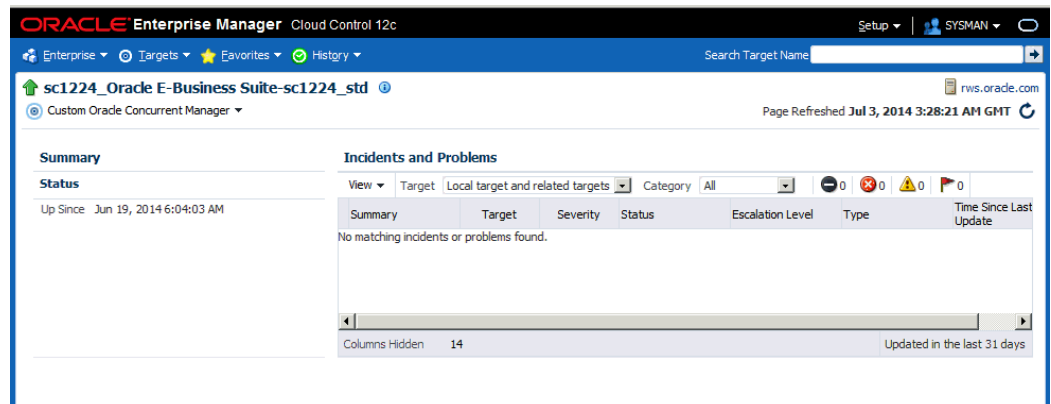 ORACLE Enterprise Manager Cloud Control 12c
Setup SYSMAN
Enterprise Targets Favorites History Search Target Name
sc1224_Oracle E-Business Suite-sc1224_std
rws.oracle.com
Custom Oracle Concurrent Manager
Page Refreshed Jul 3, 2014 3:28:21 AM GMT
Summary
Status
Up Since Jun 19, 2014 6:04:03 AM
Incidents and Problems
View Target Local target and related targets Category All 0 0 0 0
Summary Target Severity Status Escalation Level Type Time Since Last
Update
No matching incidents or problems found.
Columns Hidden 14 Updated in the last 31 days